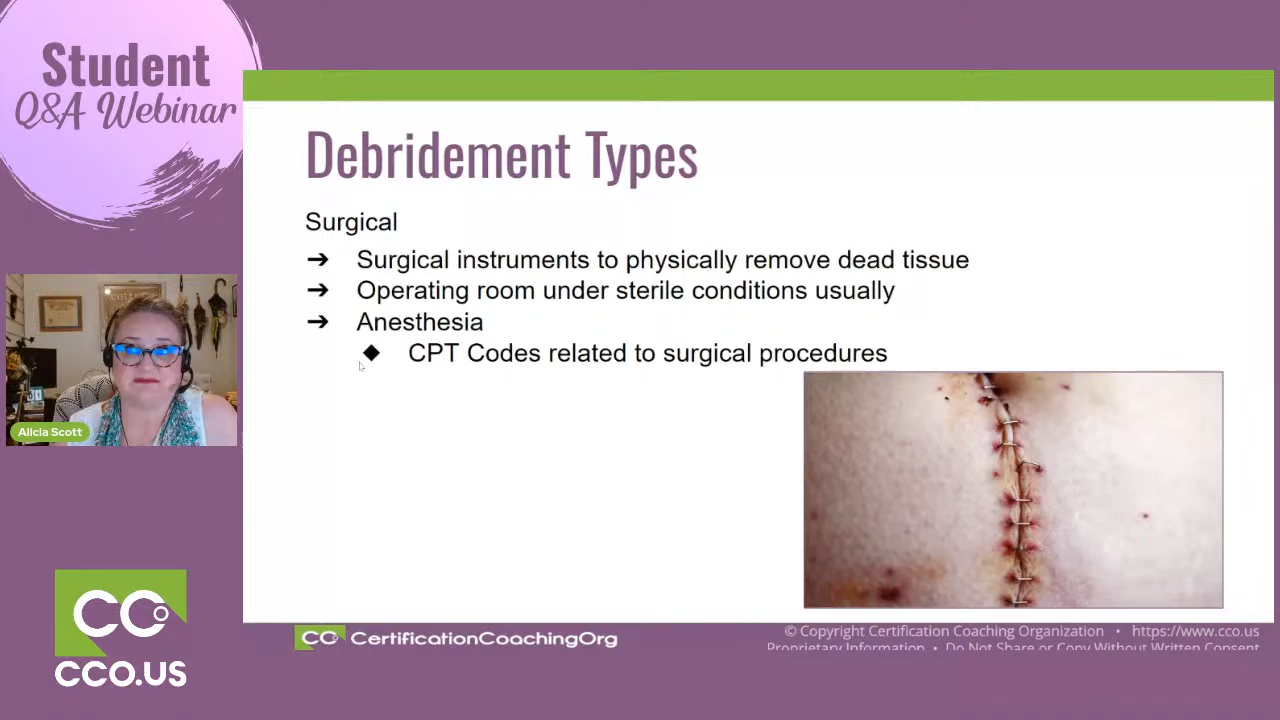 Student
Q&A Webinar
Debridement Types
Surgical
➔ Surgical instruments to physically remove dead tissue
➔ Operating room under sterile conditions usually
➔ Anesthesia
◆ CPT Codes related to surgical procedures
Alicia Scott
CCO
CCO.US
CCO CertificationCoachingOrg
© Copyright Certification Coaching Organization • https://www.cco.us
Proprietary Information • Do Not Share or Copy Without Written Consent